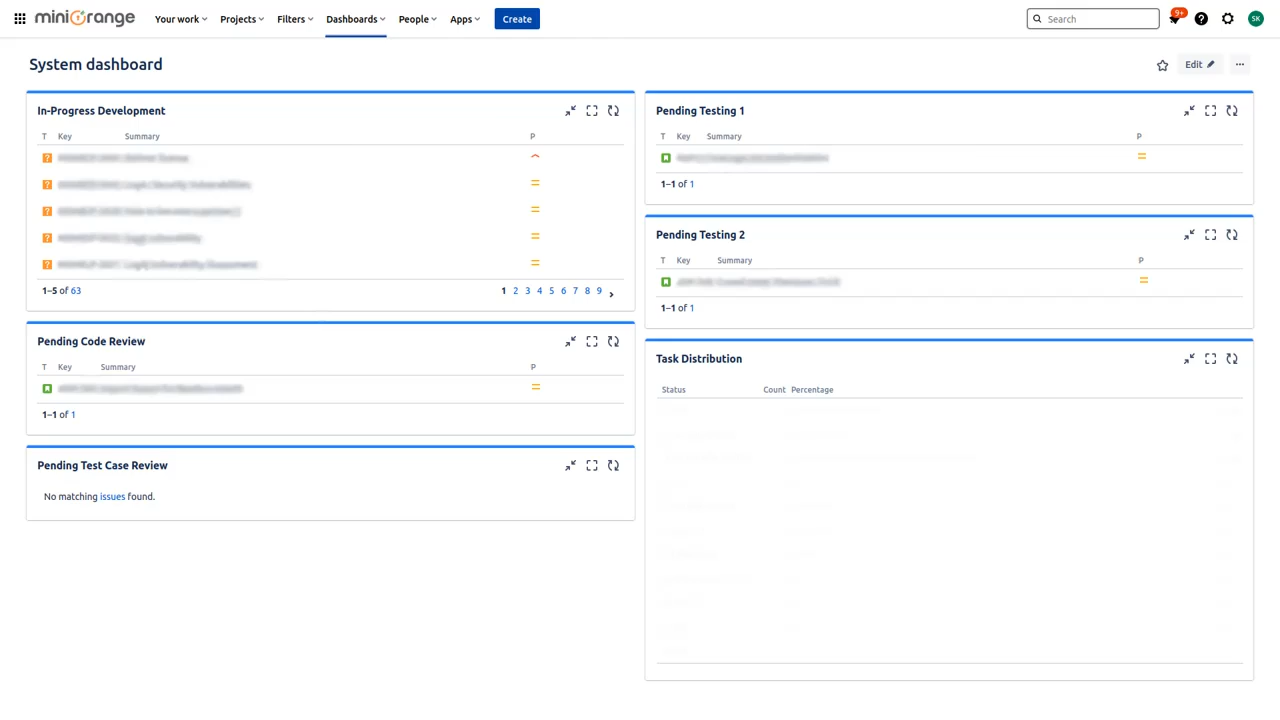 miniOrange Your work Projects Filters Dashboards People Apps Create Search 9+ SK
System dashboard
Edit
In-Progress Development
T Key Summary P
1–5 of 63
1 2 3 4 5 6 7 8 9
Pending Code Review
T Key Summary P
1–1 of 1
Pending Test Case Review
No matching issues found.
Pending Testing 1
T Key Summary P
1–1 of 1
Pending Testing 2
T Key Summary P
1–1 of 1
Task Distribution
Status Count Percentage